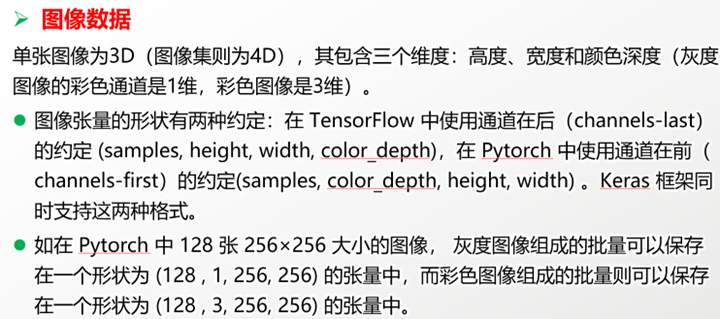 图像数据
单张图像为3D（图像集则为4D），其包含三个维度：高度、宽度和颜色深度（灰度
图像的彩色通道是1维，彩色图像是3维）。
图像张量的形状有两种约定：在 TensorFlow 中使用通道在后（channels-last）
的约定 (samples, height, width, color_depth)，在 Pytorch 中使用通道在前（
channels-first）的约定(samples, color_depth, height, width) 。Keras 框架同
时支持这两种格式。
如在 Pytorch 中 128 张 256×256 大小的图像， 灰度图像组成的批量可以保存
在一个形状为 (128 , 1, 256, 256) 的张量中，而彩色图像组成的批量则可以保存
在一个形状为 (128 , 3, 256, 256) 的张量中。